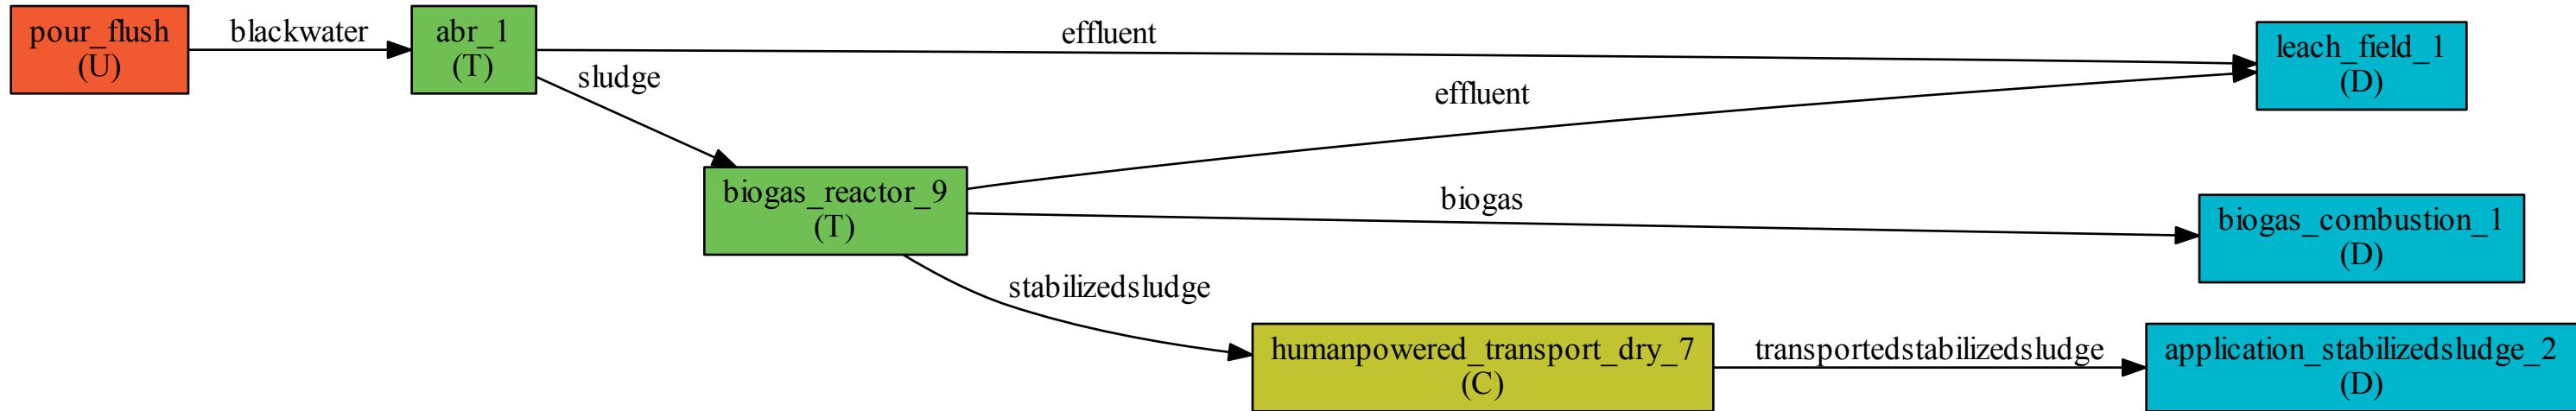 pour_flush
(U)
blackwater
abr_1
(T)
effluent
leach_field_1
(D)
sludge
effluent
biogas_reactor_9
(T)
biogas
biogas_combustion_1
(D)
stabilizedsludge
humanpowered_transport_dry_7
(C)
transportedstabilizedsludge
application_stabilizedsludge_2
(D)